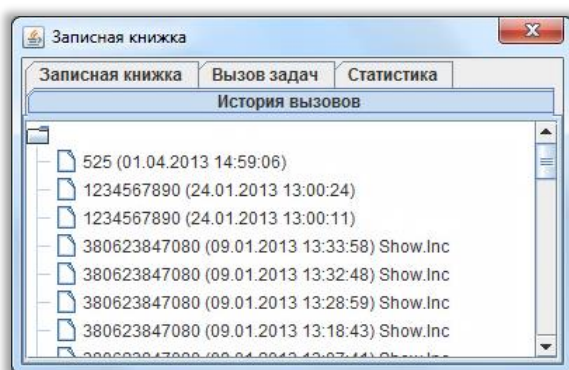 Записная книжка
Записная книжка Вызов задач Статистика
История вызовов
525 (01.04.2013 14:59:06)
1234567890 (24.01.2013 13:00:24)
1234567890 (24.01.2013 13:00:11)
380623847080 (09.01.2013 13:33:58) Show.Inc
380623847080 (09.01.2013 13:32:48) Show.Inc
380623847080 (09.01.2013 13:28:59) Show.Inc
380623847080 (09.01.2013 13:18:43) Show.Inc